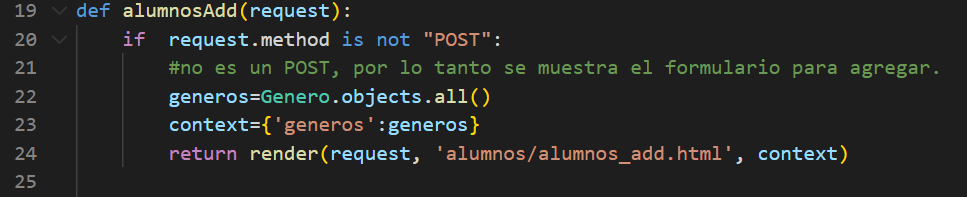 19 def alumnosAdd(request):
20 if  request.method is not "POST":
21 #no es un POST, por lo tanto se muestra el formulario para agregar.
22 generos=Genero.objects.all()
23 context={'generos':generos}
24 return render(request, 'alumnos/alumnos_add.html', context)
25